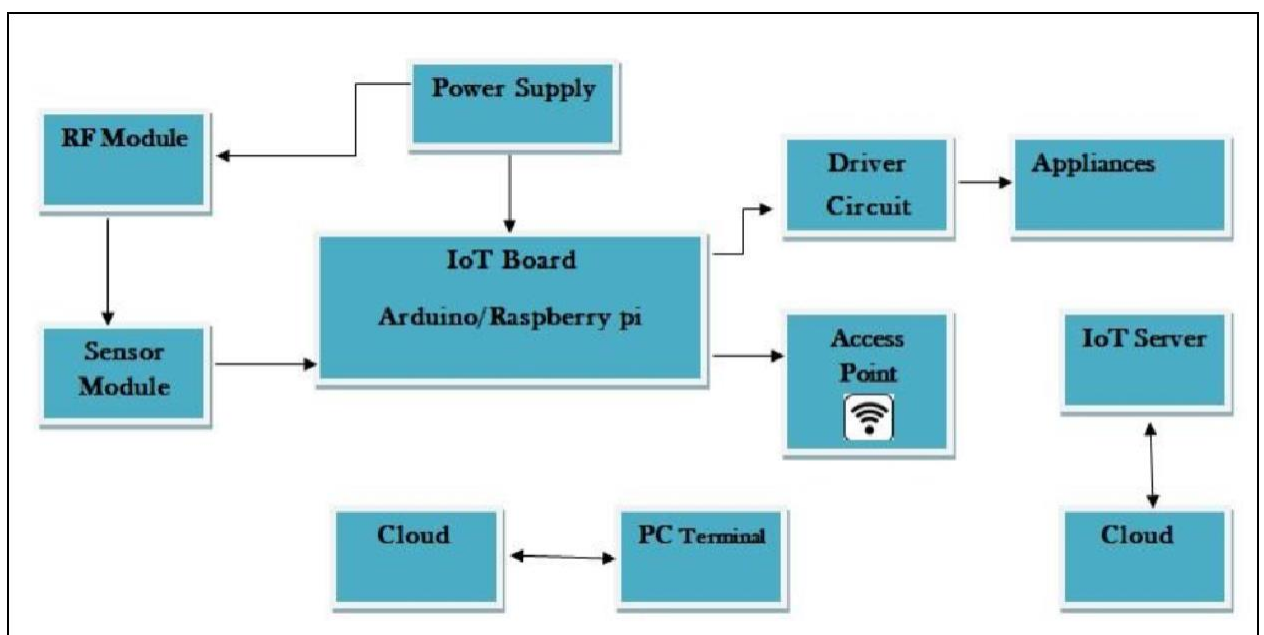 Power Supply
RF Module
Driver
Circuit
Appliances
IoT Board
Arduino/Raspberry pi
Sensor
Module
Access
Point
IoT Server
Cloud
PC Terminal
Cloud